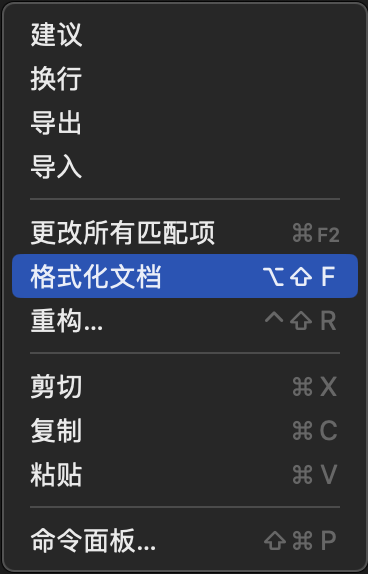 建议
换行
导出
导入
更改所有匹配项 ⌘F2
格式化文档 ⌥⇧F
重构... ^⇧R
剪切 ⌘X
复制 ⌘C
粘贴 ⌘V
命令面板... ⇧⌘P